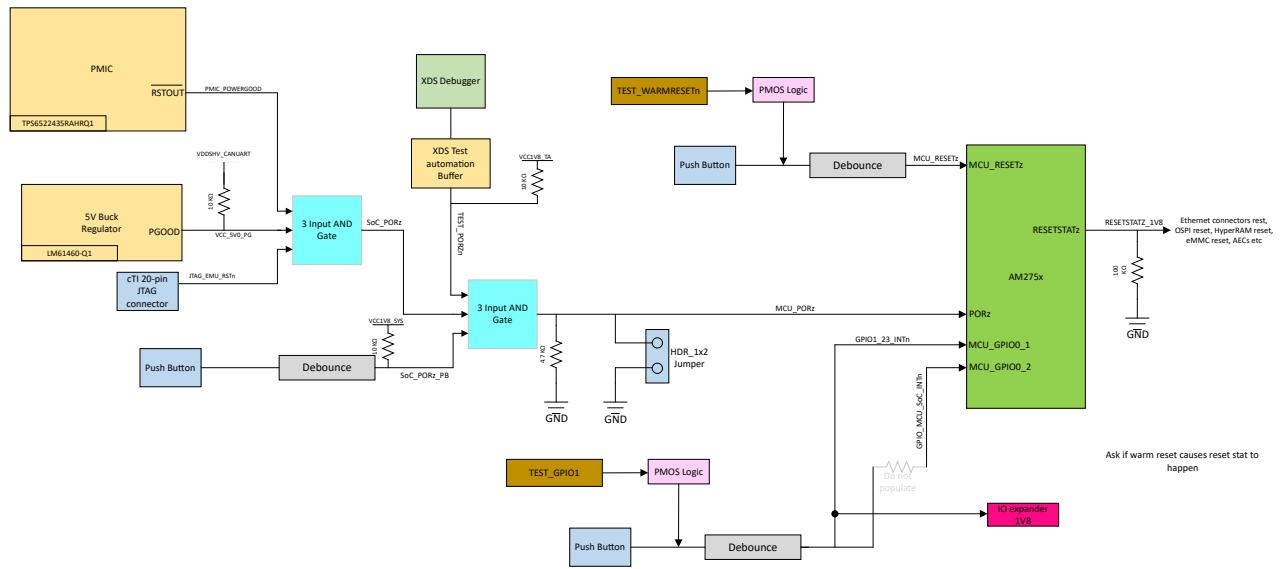 PMIC
RSTOUT
TPS6522435RAHRQ1
PMIC_POWERGOOD
XDS Debugger
TEST_WARMRESETn
PMOS Logic
VDDSHV_CANUART
10 KΩ
XDS Test
automation
Buffer
VCC1V8_TA
10 KΩ
Push Button
Debounce
MCU_RESETz
MCU_RESETz
5V Buck
Regulator
PGOOD
LM61460-Q1
VCC_5V0_PG
3 Input AND
Gate
SoC_PORz
TEST_PORZn
RESETSTATz
RESETSTATZ_1V8
Ethernet connectors rest,
OSPI reset, HyperRAM reset,
eMMC reset, AECs etc
100
KΩ
GND
cTI 20-pin
JTAG
connector
JTAG_EMU_RSTn
AM275x
3 Input AND
Gate
MCU_PORz
PORz
VCC1V8_SYS
10 KΩ
4.7 KΩ
GND
HDR_1x2
Jumper
GND
GPIO1_23_INTn
MCU_GPIO0_1
MCU_GPIO0_2
Push Button
Debounce
SoC_PORz_PB
GPIO_MCU_SoC_INTn
TEST_GPIO1
PMOS Logic
Do not
populate
Ask if warm reset causes reset stat to
happen
IO expander
1V8
Push Button
Debounce